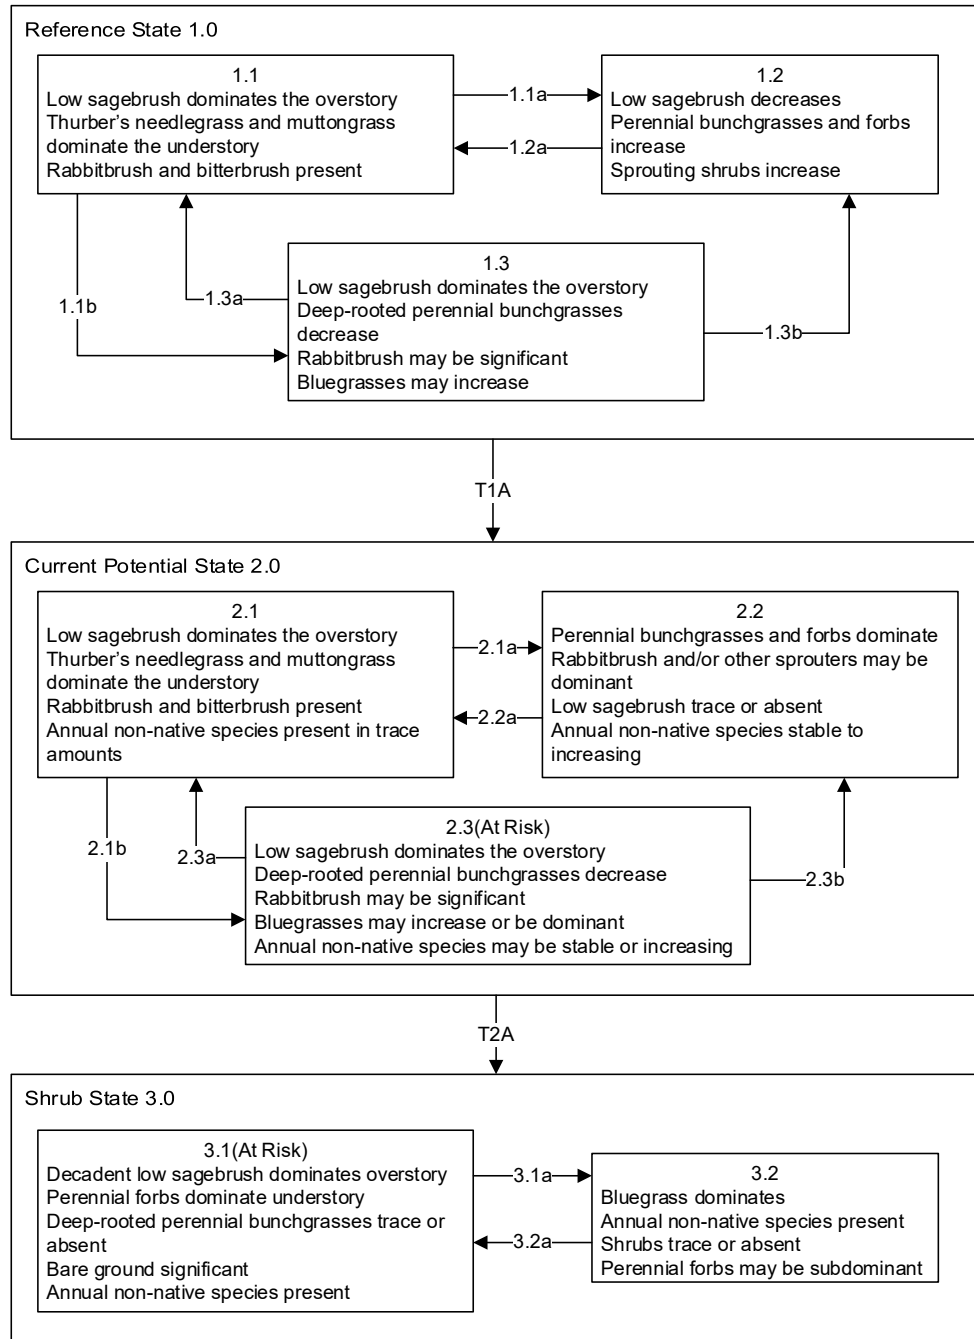 Reference State 1.0
1.1
Low sagebrush dominates the overstory
Thurber’s needlegrass and muttongrass
dominate the understory
Rabbitbrush and bitterbrush present
1.1a
1.2a
1.2
Low sagebrush decreases
Perennial bunchgrasses and forbs
increase
Sprouting shrubs increase
1.1b
1.3a
1.3
Low sagebrush dominates the overstory
Deep-rooted perennial bunchgrasses
decrease
Rabbitbrush may be significant
Bluegrasses may increase
1.3b
T1A
Current Potential State 2.0
2.1
Low sagebrush dominates the overstory
Thurber’s needlegrass and muttongrass
dominate the understory
Rabbitbrush and bitterbrush present
Annual non-native species present in trace
amounts
2.1a
2.2a
2.2
Perennial bunchgrasses and forbs dominate
Rabbitbrush and/or other sprouters may be
dominant
Low sagebrush trace or absent
Annual non-native species stable to
increasing
2.1b
2.3a
2.3(At Risk)
Low sagebrush dominates the overstory
Deep-rooted perennial bunchgrasses decrease
Rabbitbrush may be significant
Bluegrasses may increase or be dominant
Annual non-native species may be stable or increasing
2.3b
T2A
Shrub State 3.0
3.1(At Risk)
Decadent low sagebrush dominates overstory
Perennial forbs dominate understory
Deep-rooted perennial bunchgrasses trace or
absent
Bare ground significant
Annual non-native species present
3.1a
3.2a
3.2
Bluegrass dominates
Annual non-native species present
Shrubs trace or absent
Perennial forbs may be subdominant